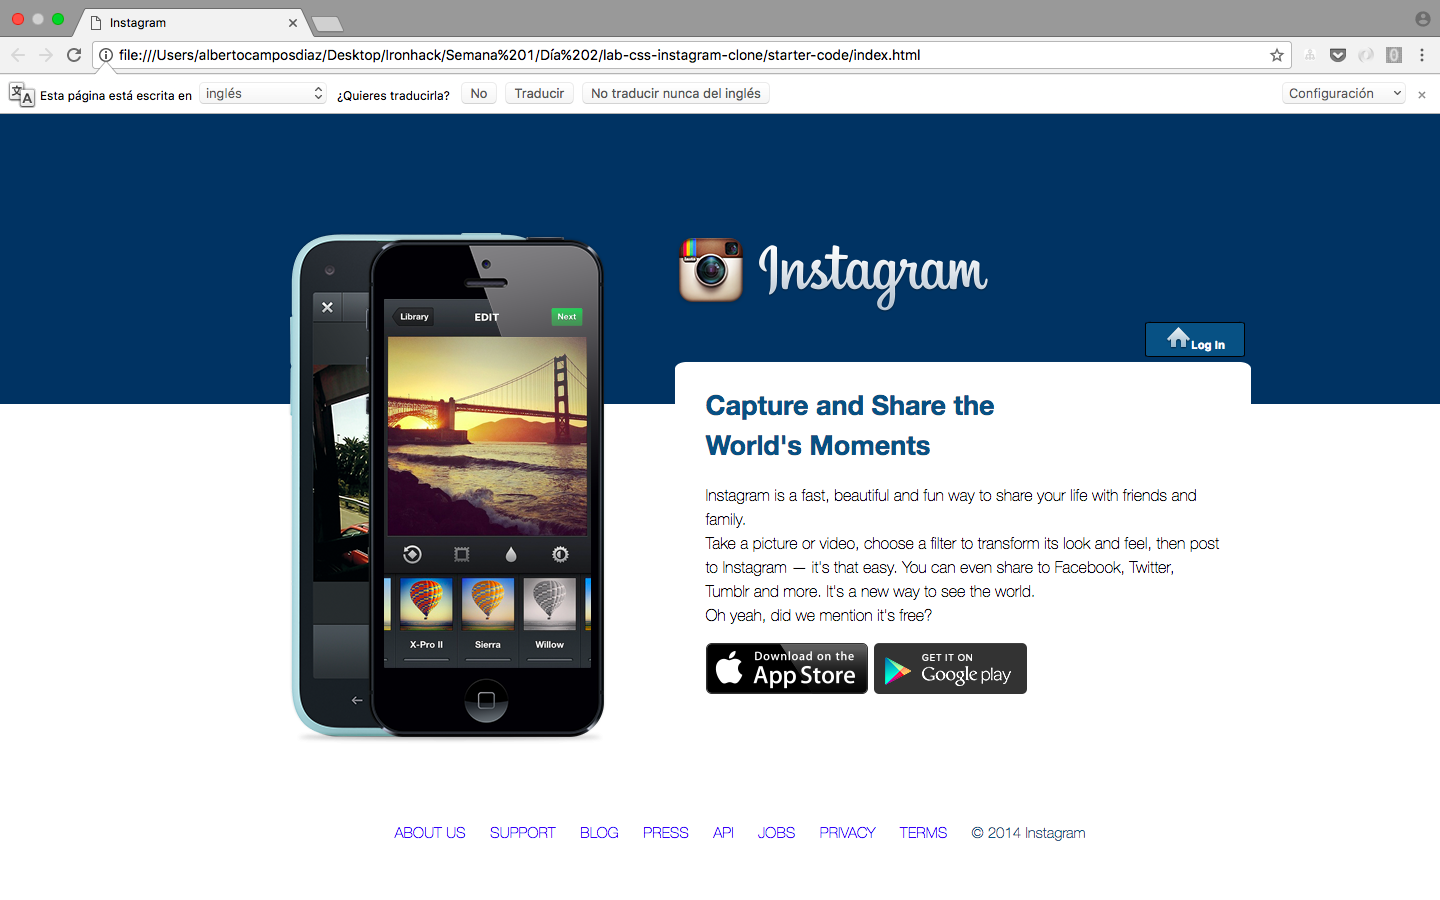 Instagram
file:///Users/albertocamposdiaz/Desktop/Ironhack/Semana%201/Día%202/lab-css-instagram-clone/starter-code/index.html
Esta página está escrita en inglés ¿Quieres traducirla? No Traducir No traducir nunca del inglés Configuración
Instagram
Log In
Library EDIT Next
X-Pro II Sierra Willow
Capture and Share the
World's Moments
Instagram is a fast, beautiful and fun way to share your life with friends and
family.
Take a picture or video, choose a filter to transform its look and feel, then post
to Instagram — it's that easy. You can even share to Facebook, Twitter,
Tumblr and more. It's a new way to see the world.
Oh yeah, did we mention it's free?
Download on the
App Store
GET IT ON
Google play
ABOUT US SUPPORT BLOG PRESS API JOBS PRIVACY TERMS © 2014 Instagram